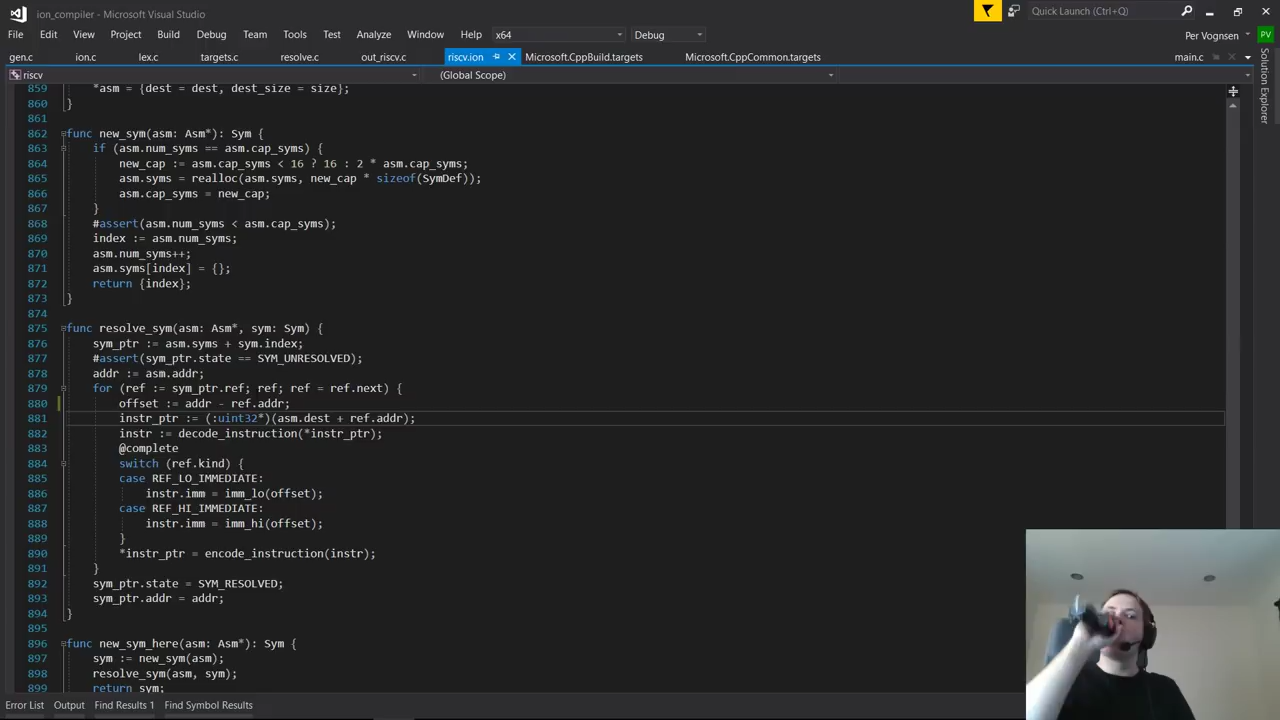 ion_compiler - Microsoft Visual Studio
Quick Launch (Ctrl+Q)
File Edit View Project Build Debug Team Tools Test Analyze Window Help x64 Debug
Per Vognsen PV
gen.c ion.c lex.c targets.c resolve.c out_riscv.c riscv.ion Microsoft.CppBuild.targets Microsoft.CppCommon.targets main.c
Solution Explorer
riscv (Global Scope)
859 *asm = {dest = dest, dest_size = size};
860 }
861
862 func new_sym(asm: Asm*): Sym {
863 if (asm.num_syms == asm.cap_syms) {
864 new_cap := asm.cap_syms < 16 ? 16 : 2 * asm.cap_syms;
865 asm.syms = realloc(asm.syms, new_cap * sizeof(SymDef));
866 asm.cap_syms = new_cap;
867 }
868 #assert(asm.num_syms < asm.cap_syms);
869 index := asm.num_syms;
870 asm.num_syms++;
871 asm.syms[index] = {};
872 return {index};
873 }
874
875 func resolve_sym(asm: Asm*, sym: Sym) {
876 sym_ptr := asm.syms + sym.index;
877 #assert(sym_ptr.state == SYM_UNRESOLVED);
878 addr := asm.addr;
879 for (ref := sym_ptr.ref; ref; ref = ref.next) {
880 offset := addr - ref.addr;
881 instr_ptr := (:uint32*)(asm.dest + ref.addr);
882 instr := decode_instruction(*instr_ptr);
883 @complete
884 switch (ref.kind) {
885 case REF_LO_IMMEDIATE:
886 instr.imm = imm_lo(offset);
887 case REF_HI_IMMEDIATE:
888 instr.imm = imm_hi(offset);
889 }
890 *instr_ptr = encode_instruction(instr);
891 }
892 sym_ptr.state = SYM_RESOLVED;
893 sym_ptr.addr = addr;
894 }
895
896 func new_sym_here(asm: Asm*): Sym {
897 sym := new_sym(asm);
898 resolve_sym(asm, sym);
899 return sym;
Error List Output Find Results 1 Find Symbol Results